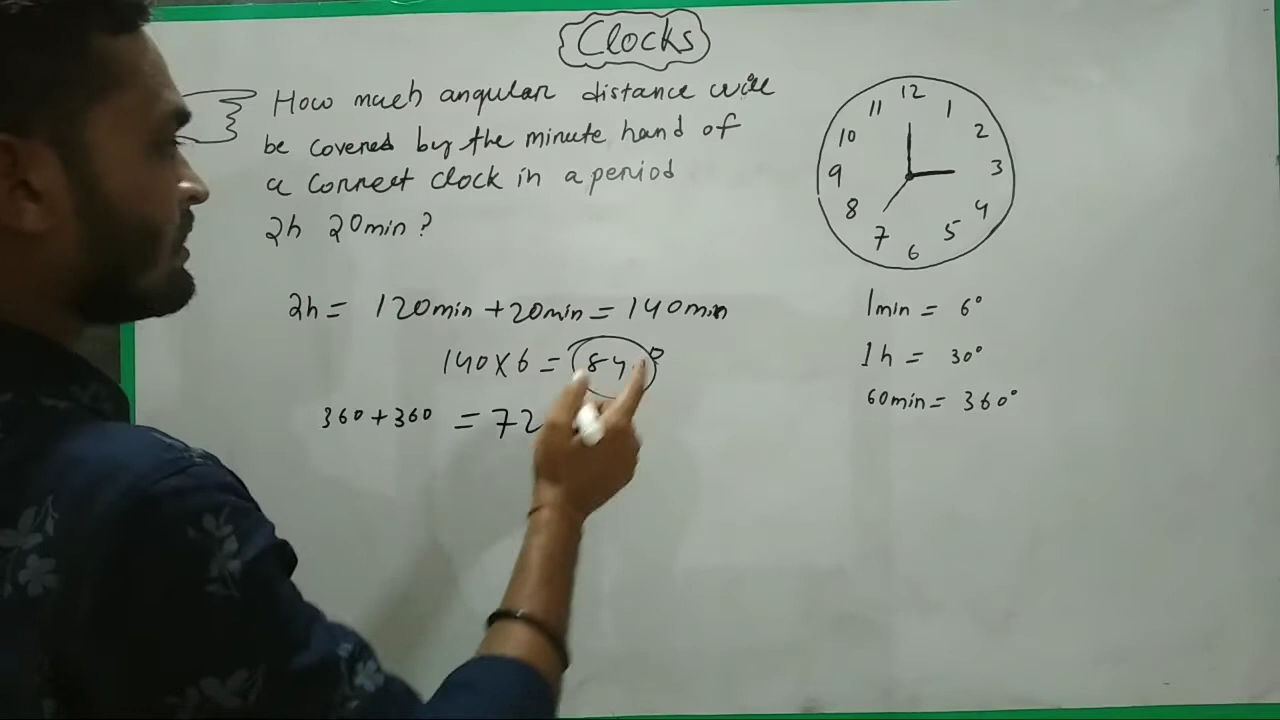 Clocks
How much angular distance will
be covered by the minute hand of
a correct clock in a period
2h 20min?
2h = 120min + 20min = 140min
140 × 6 =
360 + 360 = 72
12
11 1
10 2
9 3
8 4
7 5
6
1min = 6°
1h = 30°
60min = 360°